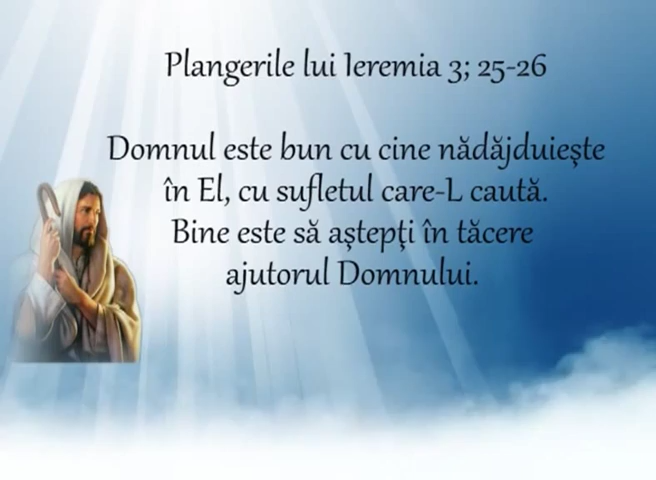 Plangerile lui Ieremia 3; 25-26
Domnul este bun cu cine nădăjduieşte
în El, cu sufletul care-L caută.
Bine este să aştepţi în tăcere
ajutorul Domnului.